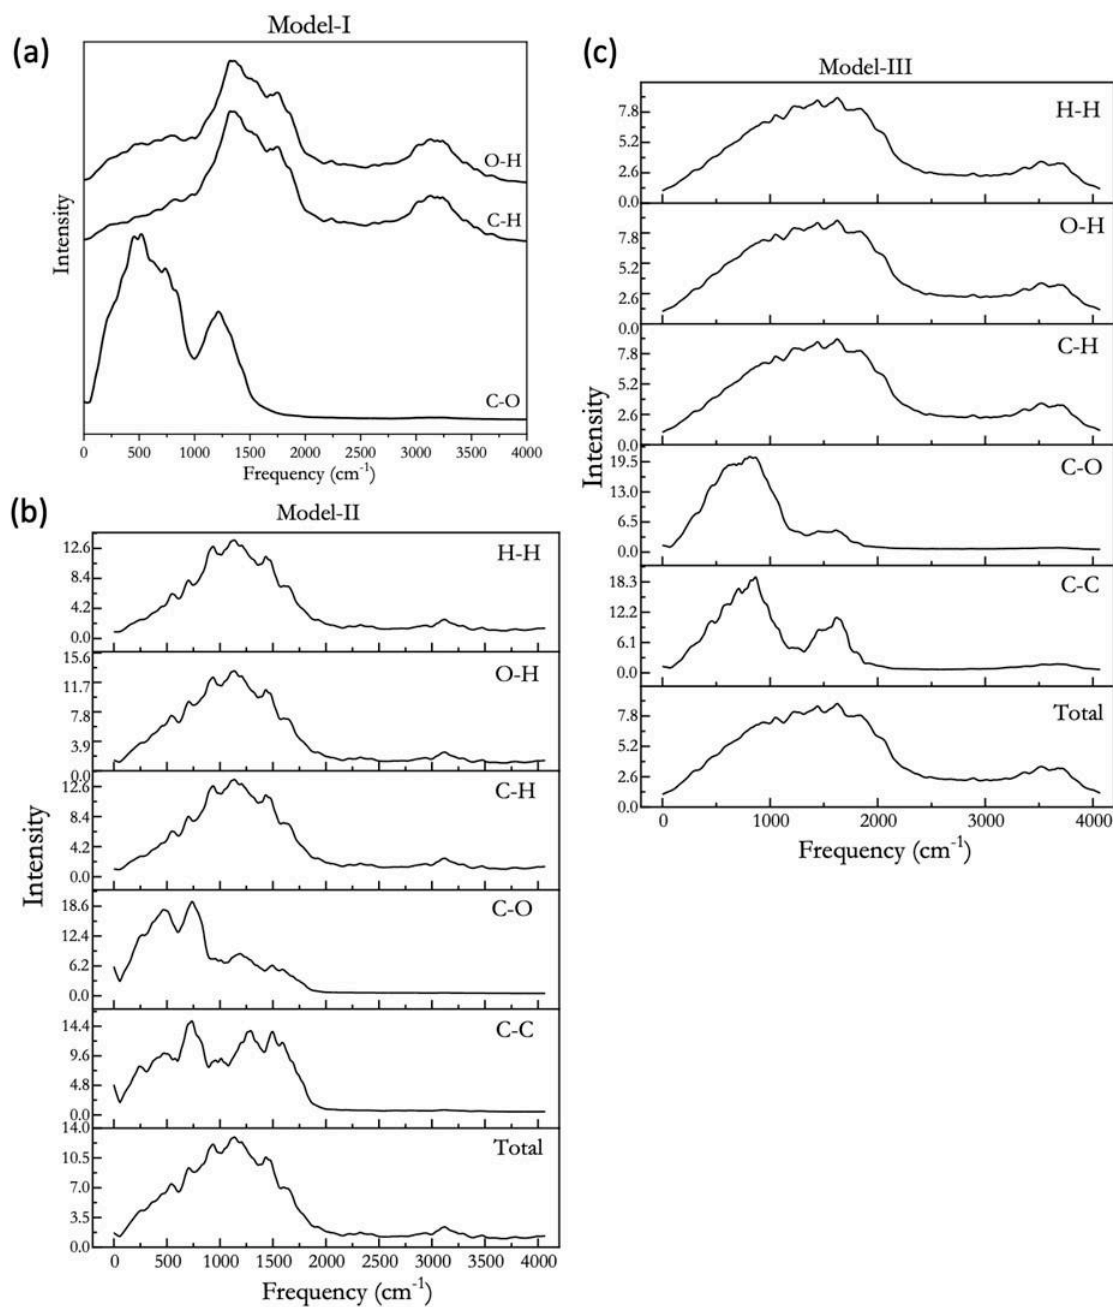 (a)
Model-I
Intensity
O-H
C-H
C-O
0 500 1000 1500 2000 2500 3000 3500 4000
Frequency (cm-1)
(b)
Model-II
Intensity
H-H
12.6
8.4
4.2
0.0
O-H
15.6
11.7
7.8
3.9
C-H
9.0
12.6
8.4
4.2
0.0
C-O
18.6
12.4
6.2
0.0
C-C
14.4
9.6
4.8
0.0
Total
14.0
10.5
7.0
3.5
0.0
0 500 1000 1500 2000 2500 3000 3500 4000
Frequency (cm-1)
(c)
Model-III
Intensity
H-H
7.8
5.2
2.6
0.0
O-H
7.8
5.2
2.6
0.0
C-H
7.8
5.2
2.6
0.0
C-O
19.5
13.0
6.5
0.0
C-C
18.3
12.2
6.1
0.0
Total
7.8
5.2
2.6
0.0
0 1000 2000 3000 4000
Frequency (cm-1)